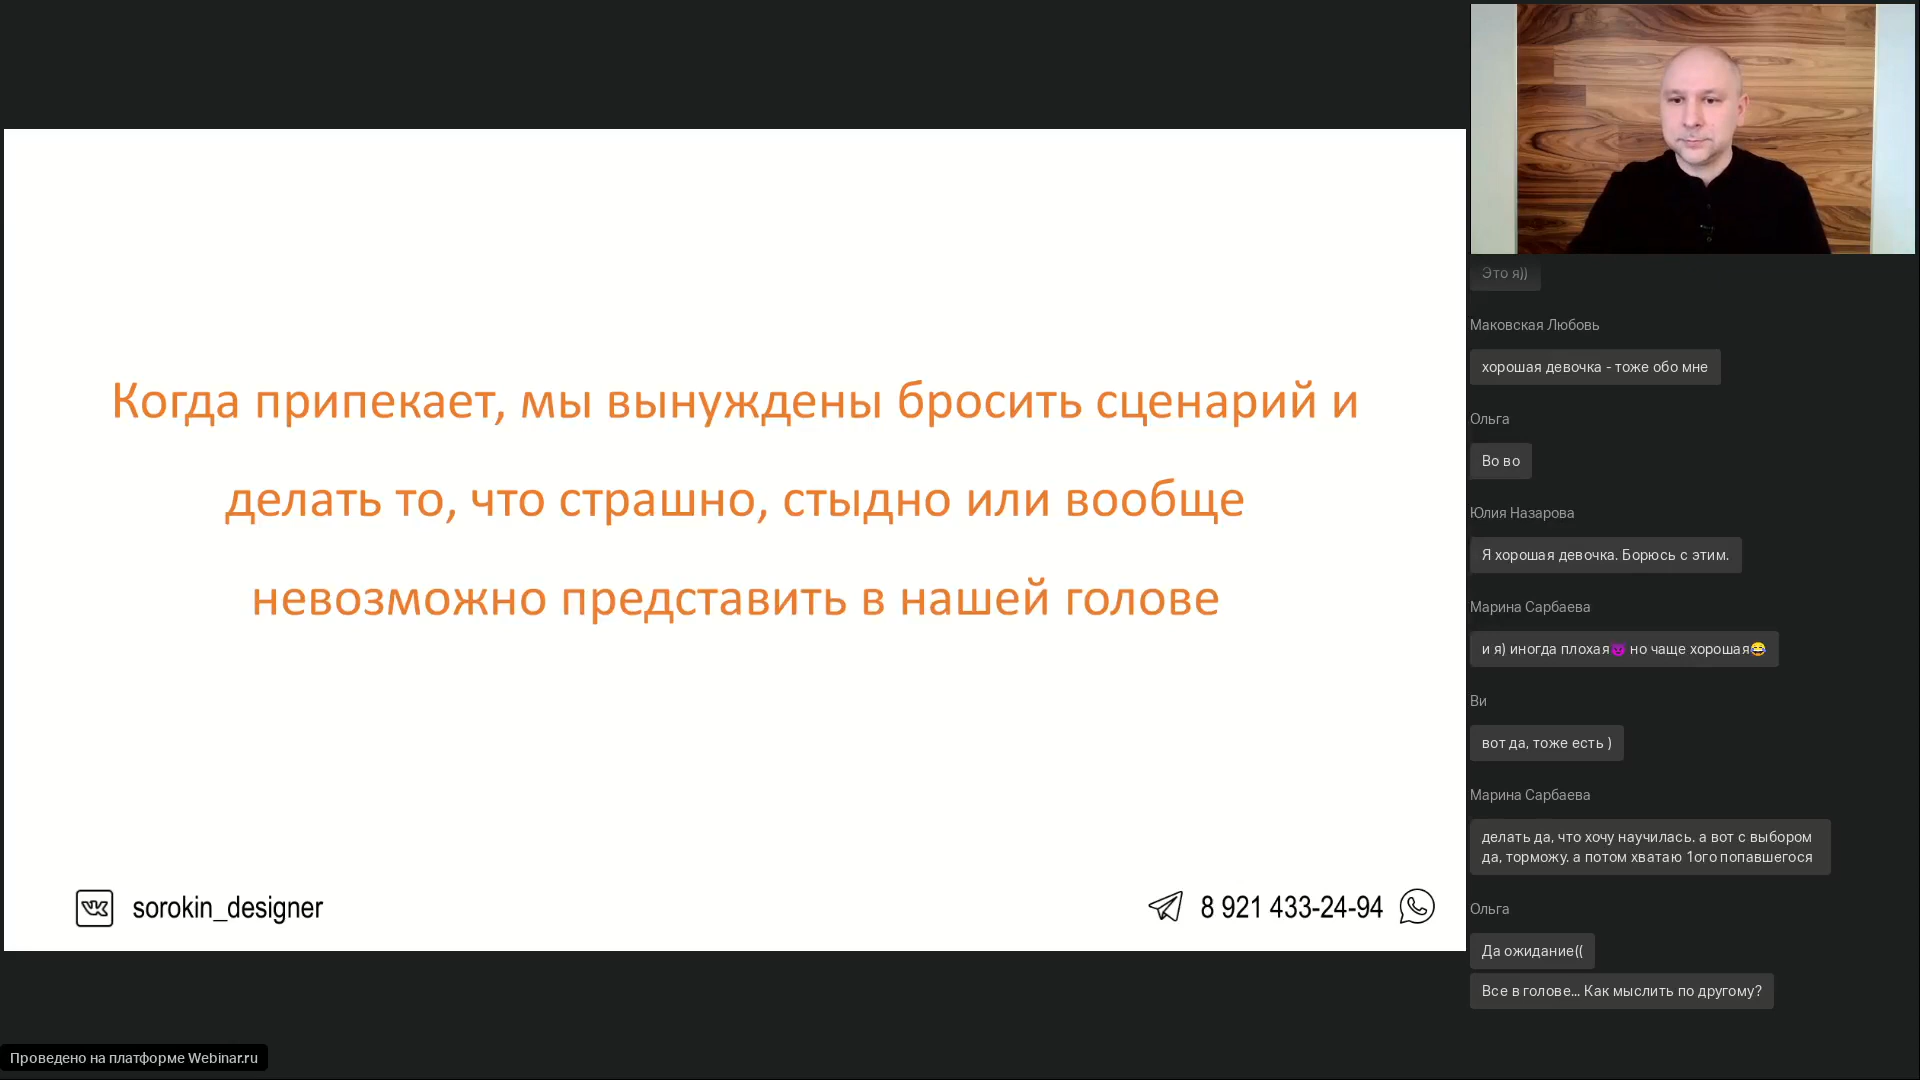 Когда припекает, мы вынуждены бросить сценарий и
делать то, что страшно, стыдно или вообще
невозможно представить в нашей голове
sorokin_designer
8 921 433-24-94
Это я))
Маковская Любовь
хорошая девочка - тоже обо мне
Ольга
Во во
Юлия Назарова
Я хорошая девочка. Борюсь с этим.
Марина Сарбаева
и я) иногда плохая😈 но чаще хорошая😂
Ви
вот да, тоже есть )
Марина Сарбаева
делать да, что хочу научилась. а вот с выбором
да, торможу. а потом хватаю 1ого попавшегося
Ольга
Да ожидание((
Все в голове... Как мыслить по другому?
Проведено на платформе Webinar.ru